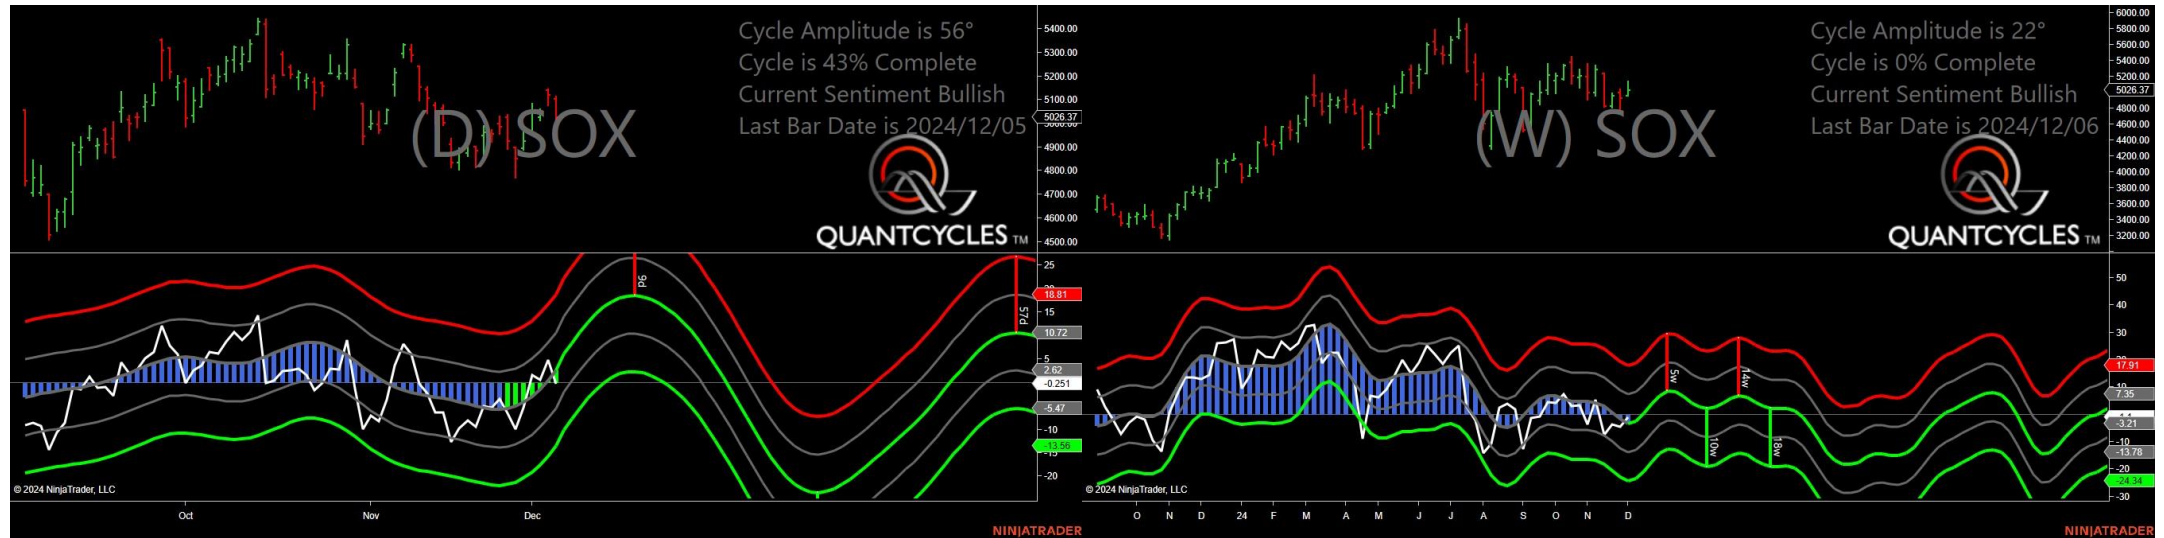 Cycle Amplitude is 56°
Cycle is 43% Complete
Current Sentiment Bullish
Last Bar Date is 2024/12/05
(D) SOX
QUANTCYCLES TM
5400.00
5300.00
5200.00
5100.00
5026.37
4900.00
4800.00
4700.00
4600.00
4500.00
9d
57d
25
18.81
15
10.72
5
2.62
-0.251
-5.47
-10
-13.56
-15
-20
© 2024 NinjaTrader, LLC
Oct Nov Dec
NINJATRADER
Cycle Amplitude is 22°
Cycle is 0% Complete
Current Sentiment Bullish
Last Bar Date is 2024/12/06
(W) SOX
QUANTCYCLES TM
6000.00
5800.00
5600.00
5400.00
5200.00
5026.37
4800.00
4600.00
4400.00
4200.00
4000.00
3800.00
3600.00
3400.00
3200.00
5w
14w
10w
18w
50
40
30
17.91
10
7.35
-3.21
-10
-13.78
-20
-24.34
-30
© 2024 NinjaTrader, LLC
O N D 24 F M A M J J A S O N D
NINJATRADER